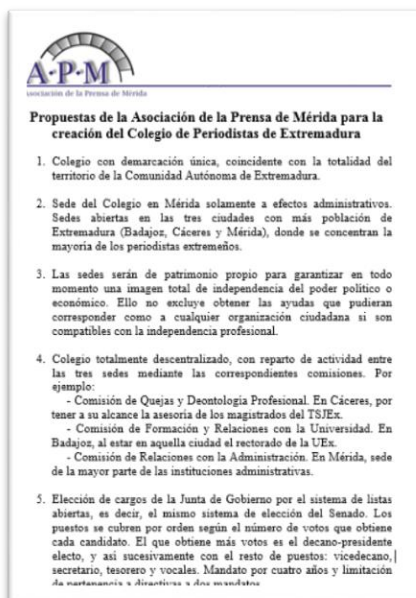 A·P·M
Asociación de la Prensa de Mérida
Propuestas de la Asociación de la Prensa de Mérida para la
creación del Colegio de Periodistas de Extremadura
1. Colegio con demarcación única, coincidente con la totalidad del
territorio de la Comunidad Autónoma de Extremadura.
2. Sede del Colegio en Mérida solamente a efectos administrativos.
Sedes abiertas en las tres ciudades con más población de
Extremadura (Badajoz, Cáceres y Mérida), donde se concentran la
mayoría de los periodistas extremeños.
3. Las sedes serán de patrimonio propio para garantizar en todo
momento una imagen total de independencia del poder político o
económico. Ello no excluye obtener las ayudas que pudieran
corresponder como a cualquier organización ciudadana si son
compatibles con la independencia profesional.
4. Colegio totalmente descentralizado, con reparto de actividad entre
las tres sedes mediante las correspondientes comisiones. Por
ejemplo:
- Comisión de Quejas y Deontología Profesional. En Cáceres, por
tener a su alcance la asesoría de los magistrados del TSJEx.
- Comisión de Formación y Relaciones con la Universidad. En
Badajoz, al estar en aquella ciudad el rectorado de la UEx.
- Comisión de Relaciones con la Administración. En Mérida, sede
de la mayor parte de las instituciones administrativas.
5. Elección de cargos de la Junta de Gobierno por el sistema de listas
abiertas, es decir, el mismo sistema de elección del Senado. Los
puestos se cubren por orden según el número de votos que obtiene
cada candidato. El que obtiene más votos es el decano-presidente
electo, y así sucesivamente con el resto de puestos: vicedecano,
secretario, tesorero y vocales. Mandato por cuatro años y limitación
de pertenencia a directivas a dos mandatos.